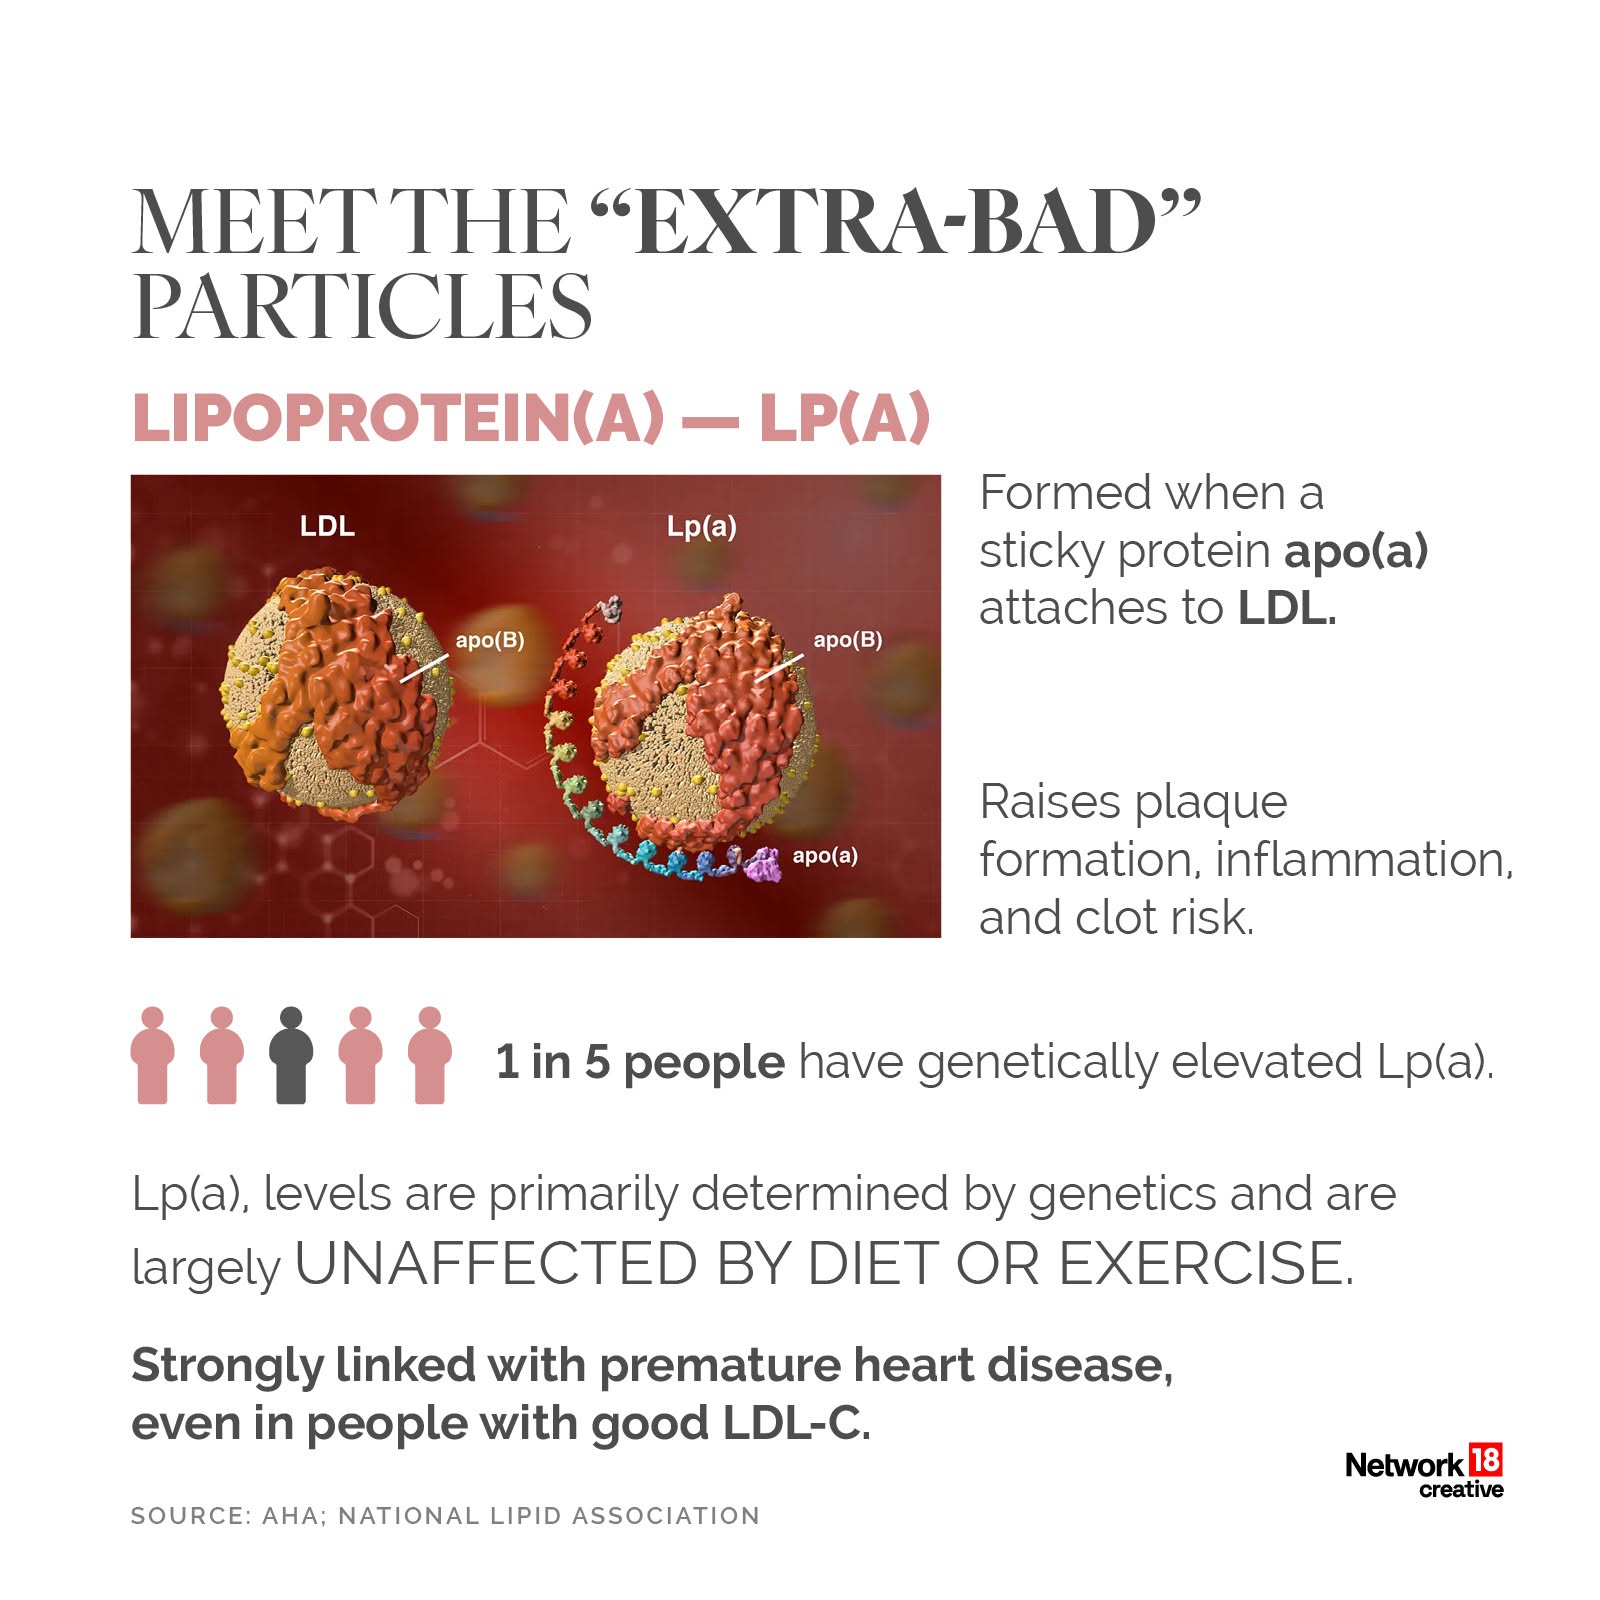 MEET THE “EXTRA-BAD”
PARTICLES
LIPOPROTEIN(A) — LP(A)
LDL
Lp(a)
apo(B)
apo(B)
apo(a)
Formed when a
sticky protein apo(a)
attaches to LDL.
Raises plaque
formation, inflammation,
and clot risk.
1 in 5 people have genetically elevated Lp(a).
Lp(a), levels are primarily determined by genetics and are
largely UNAFFECTED BY DIET OR EXERCISE.
Strongly linked with premature heart disease,
even in people with good LDL-C.
Network 18
creative
SOURCE: AHA; NATIONAL LIPID ASSOCIATION